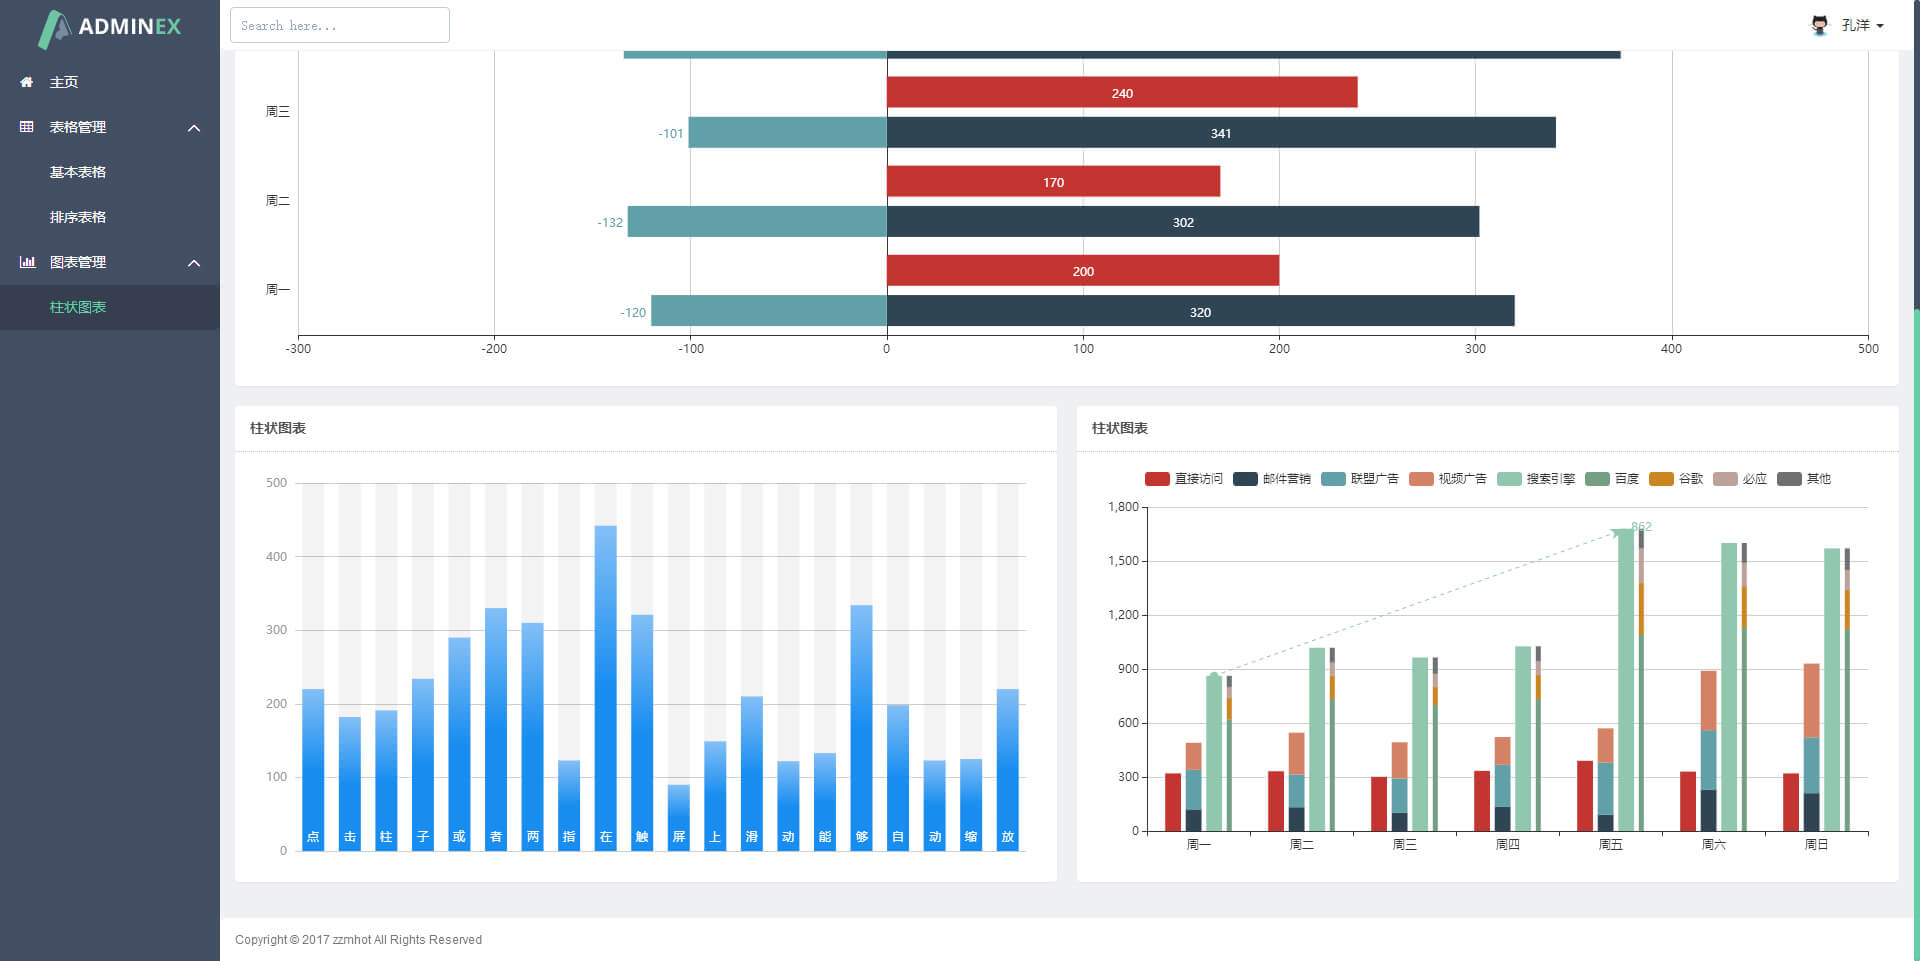 ADMINEX
Search here...
孔洋
主页
表格管理
基本表格
排序表格
图表管理
柱状图表
周三
240
-101
341
周二
170
-132
302
周一
200
-120
320
-300 -200 -100 0 100 200 300 400 500
柱状图表
500
400
300
200
100
0
点 击 柱 子 或 者 两 指 在 触 屏 上 滑 动 能 够 自 动 缩 放
柱状图表
直接访问 邮件营销 联盟广告 视频广告 搜索引擎 百度 谷歌 必应 其他
1,800
862
1,500
1,200
900
600
300
0
周一 周二 周三 周四 周五 周六 周日
Copyright © 2017 zzmhot All Rights Reserved